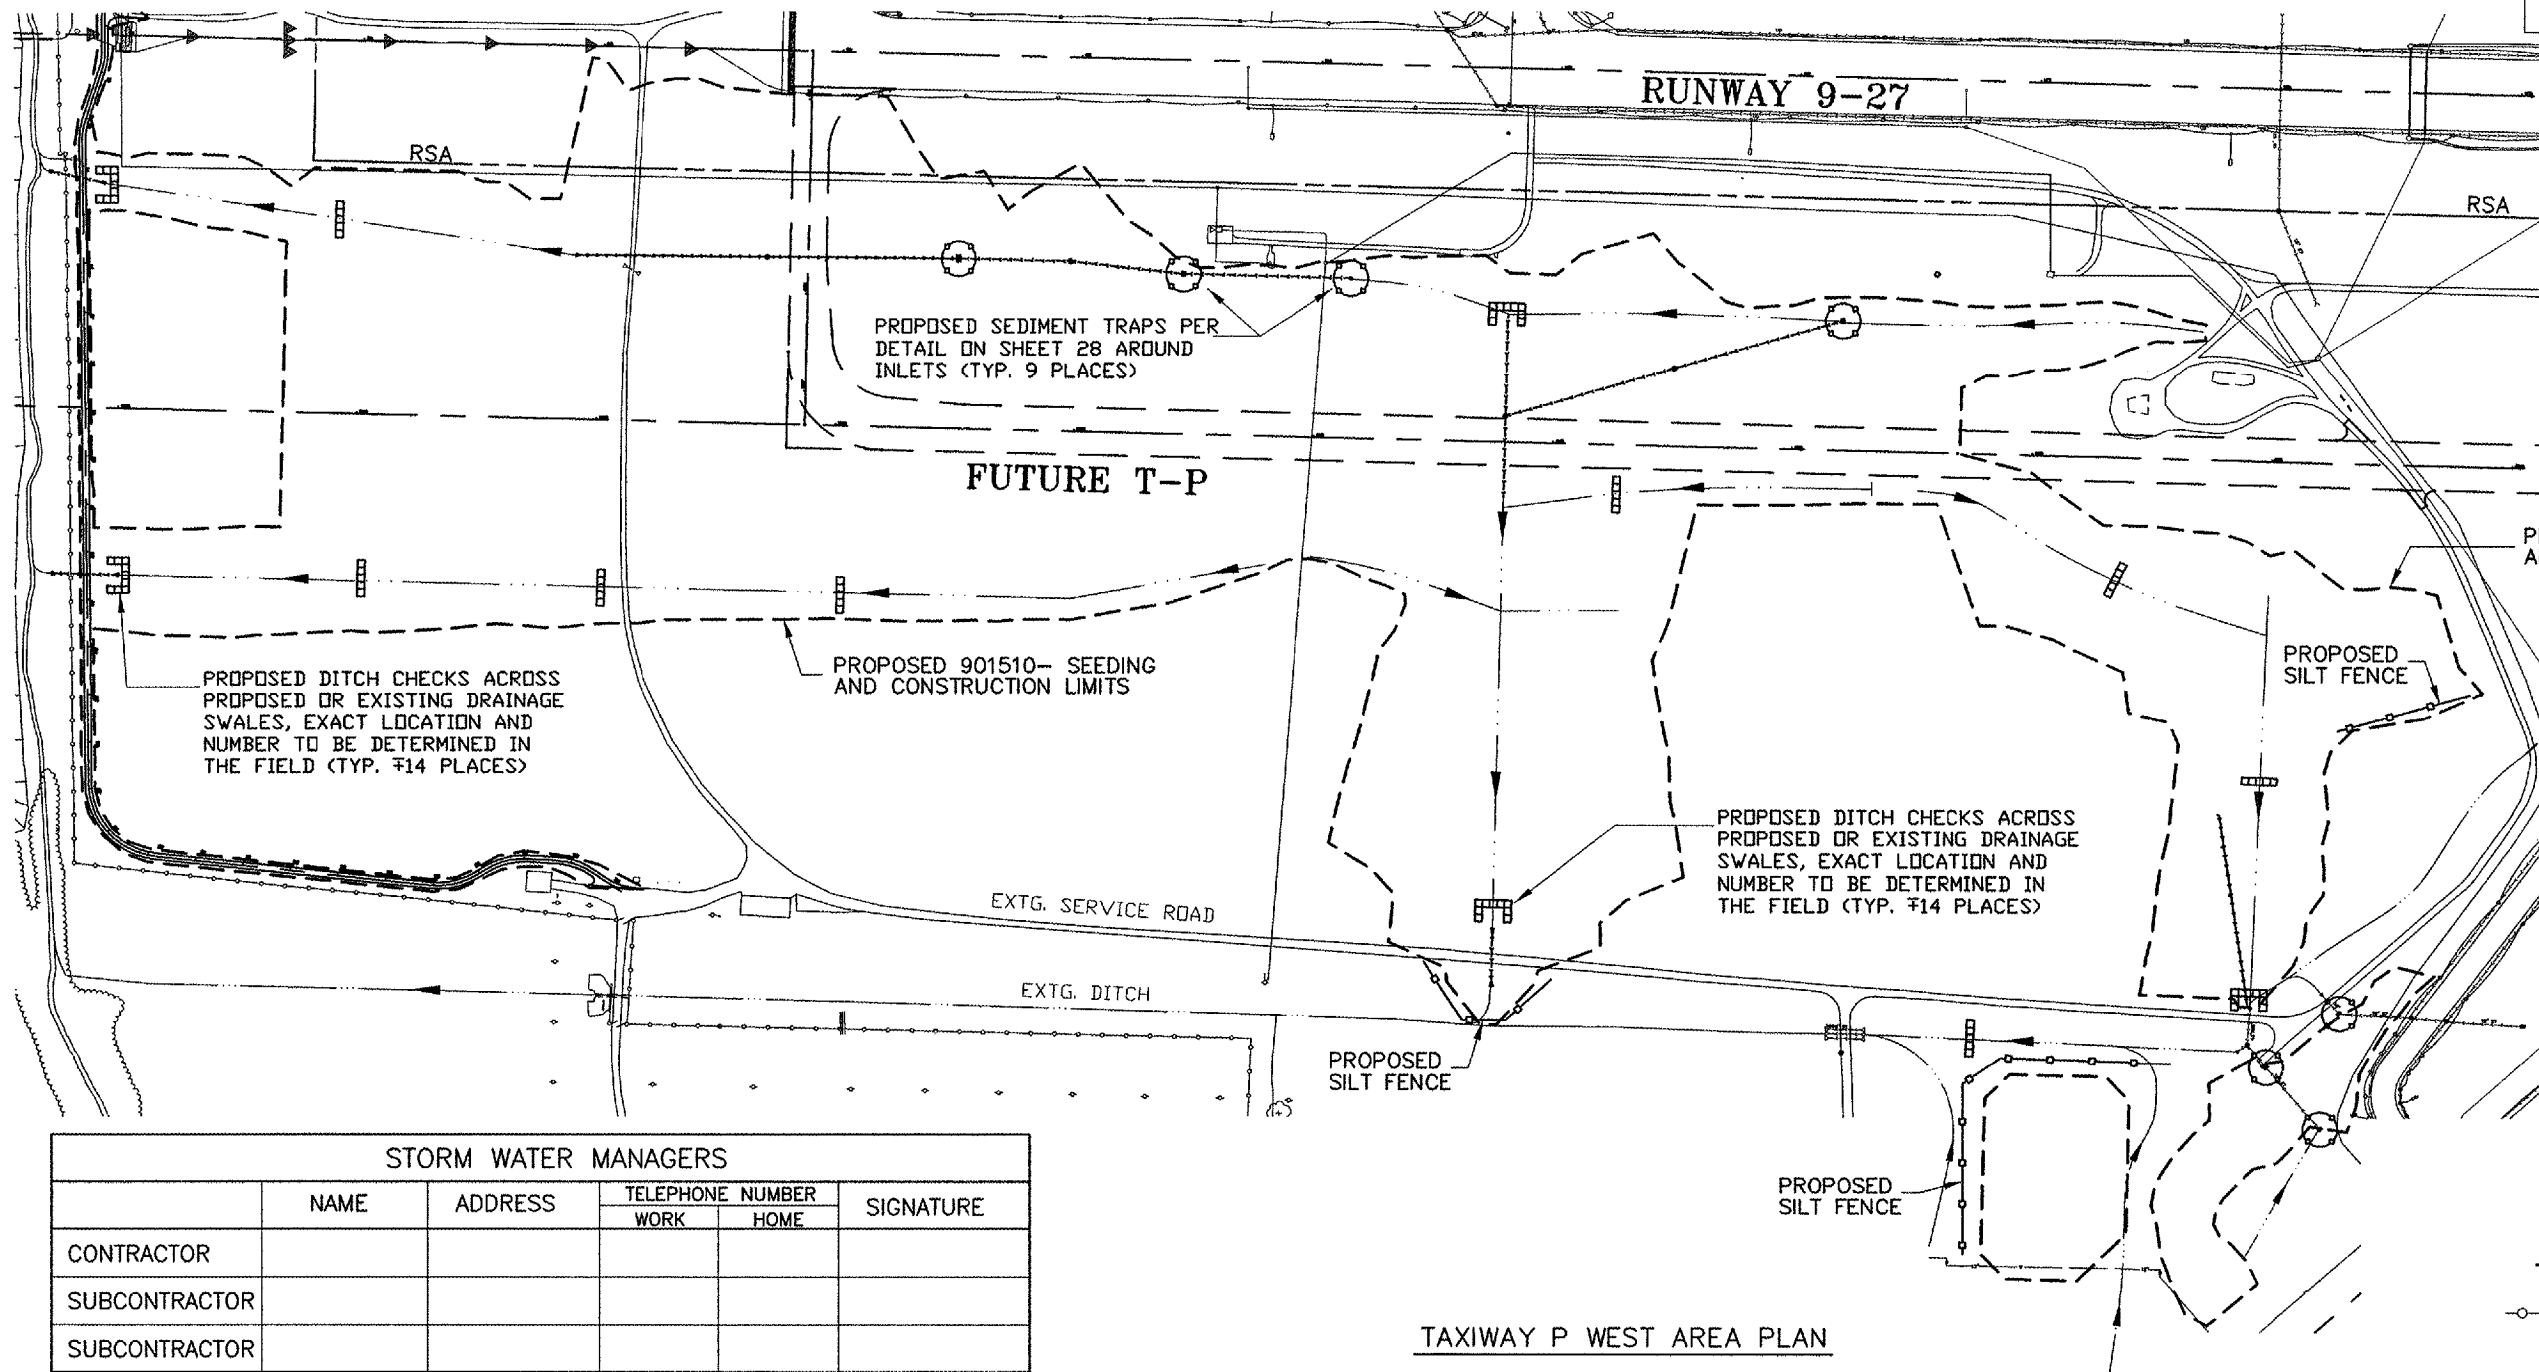 RUNWAY 9-27
RSA
RSA
PROPOSED SEDIMENT TRAPS PER
DETAIL ON SHEET 28 AROUND
INLETS (TYP. 9 PLACES)
FUTURE T-P
PROPOSED DITCH CHECKS ACROSS
PROPOSED OR EXISTING DRAINAGE
SWALES, EXACT LOCATION AND
NUMBER TO BE DETERMINED IN
THE FIELD (TYP. ∓14 PLACES)
PROPOSED 901510- SEEDING
AND CONSTRUCTION LIMITS
PROPOSED
SILT FENCE
PROPOSED DITCH CHECKS ACROSS
PROPOSED OR EXISTING DRAINAGE
SWALES, EXACT LOCATION AND
NUMBER TO BE DETERMINED IN
THE FIELD (TYP. ∓14 PLACES)
EXTG. SERVICE ROAD
EXTG. DITCH
PROPOSED
SILT FENCE
PROPOSED
SILT FENCE
STORM WATER MANAGERS
NAME ADDRESS TELEPHONE NUMBER SIGNATURE
WORK HOME
CONTRACTOR
SUBCONTRACTOR
SUBCONTRACTOR
TAXIWAY P WEST AREA PLAN